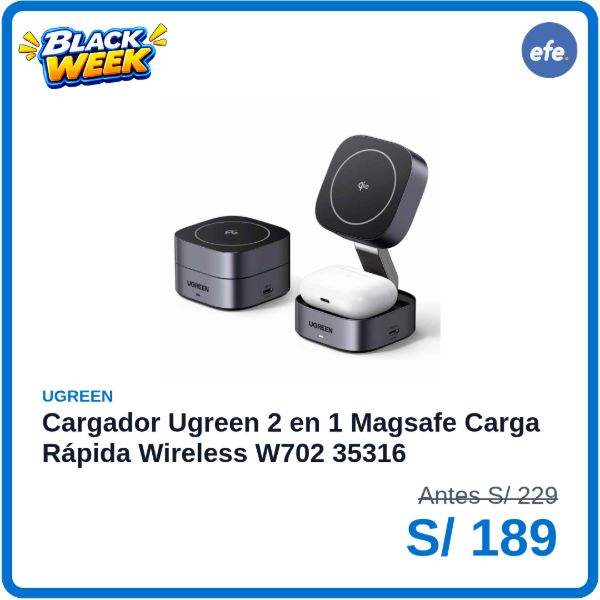 BLACK
WEEK
efe.
UGREEN
UGREEN
UGREEN
Cargador Ugreen 2 en 1 Magsafe Carga
Rápida Wireless W702 35316
Antes S/ 229
S/ 189